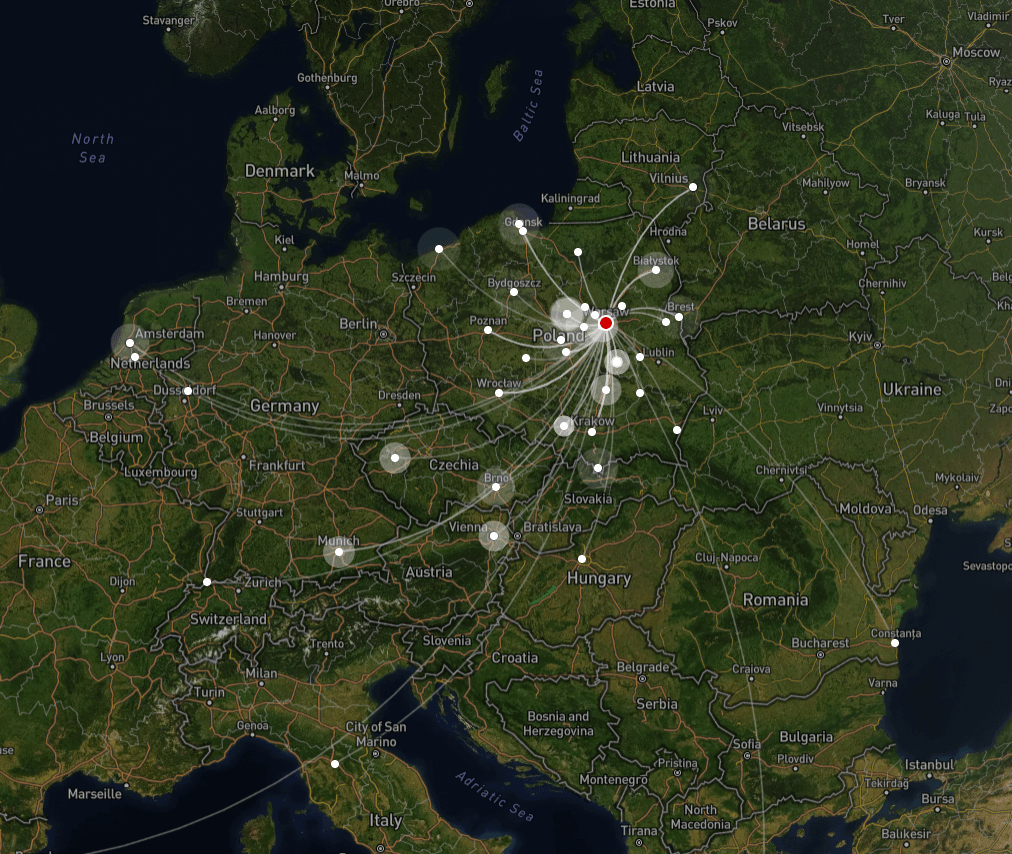 Örebro
Estonia
Stavanger
Pskov
Tver
Vladimir
Moscow
Gothenburg
Ryaz
Baltic Sea
Latvia
Aalborg
Kaluga
Tula
Vitsebsk
North
Sea
Lithuania
Denmark
Malmo
Vilnius
Mahilyow
Bryansk
Kaliningrad
Gdansk
Belarus
Hrodna
Kursk
Kiel
Homel
Białystok
Szczecin
Hamburg
Bydgoszcz
Chernihiv
Bremen
Warsaw
Brest
Poznan
Berlin
Amsterdam
Hanover
Poland
Kyiv
Netherlands
Lublin
Wrocław
Dusseldorf
Dresden
Ukraine
Brussels
Germany
Lviv
Vinnytsia
Krakow
Belgium
Frankfurt
Czechia
Luxembourg
Chernivtsi
Brno
Mykolaiv
Paris
Slovakia
Moldova
Stuttgart
Odesa
Vienna
Bratislava
Munich
Cluj-Napoca
France
Sevastopo
Austria
Hungary
Dijon
Zurich
Romania
Switzerland
Constanța
Slovenia
Bucharest
Trento
Lyon
Croatia
Belgrade
Craiova
Milan
Varna
Turin
Serbia
Bosnia and
Herzegovina
Genoa
City of San
Marino
Bulgaria
Sofia
Plovdiv
Pristina
Istanbul
Adriatic Sea
Montenegro
Tekirdağ
Marseille
Bursa
North
Macedonia
Italy
Tirana
Balıkesir